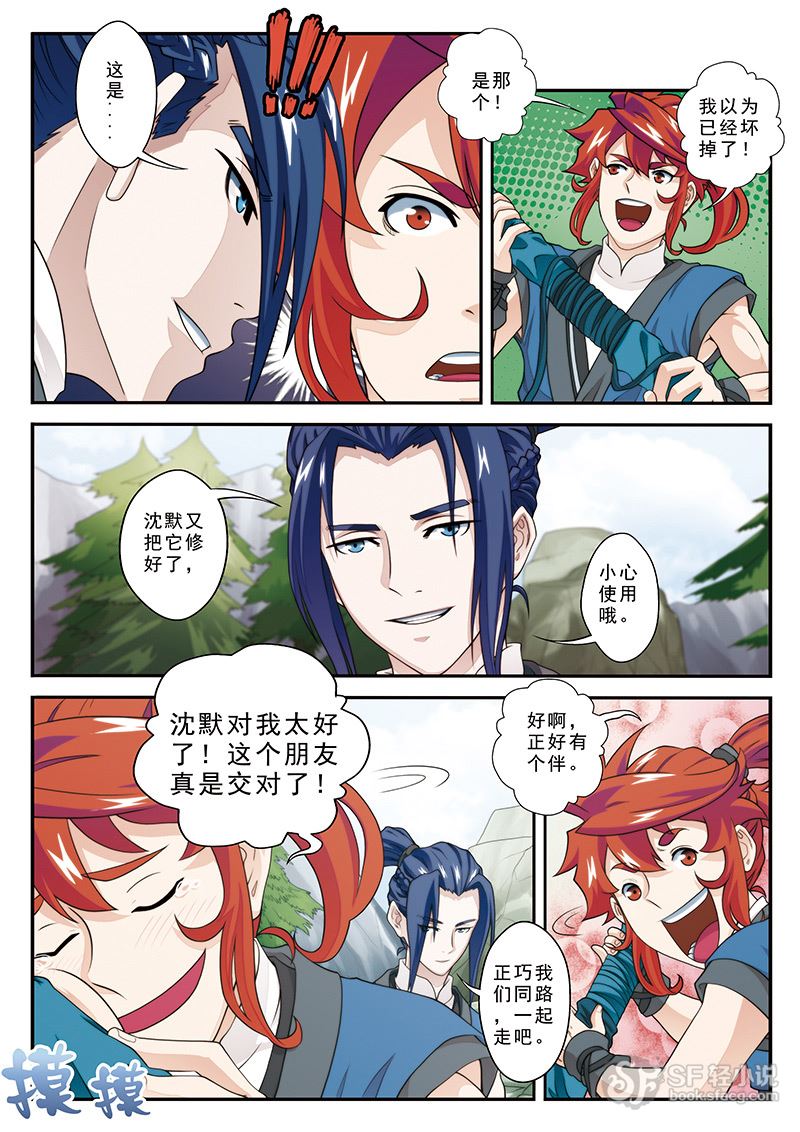 这是
....
!!!
是那
个！
我以为
已经坏
掉了！
沈默又
把它修
好了，
小心
使用
哦。
沈默对我太好
了！这个朋友
真是交对了！
摸摸
我们正巧同路
一起走吧。
好啊，
正好有
个伴。
SF轻小说
book.sfacg.com